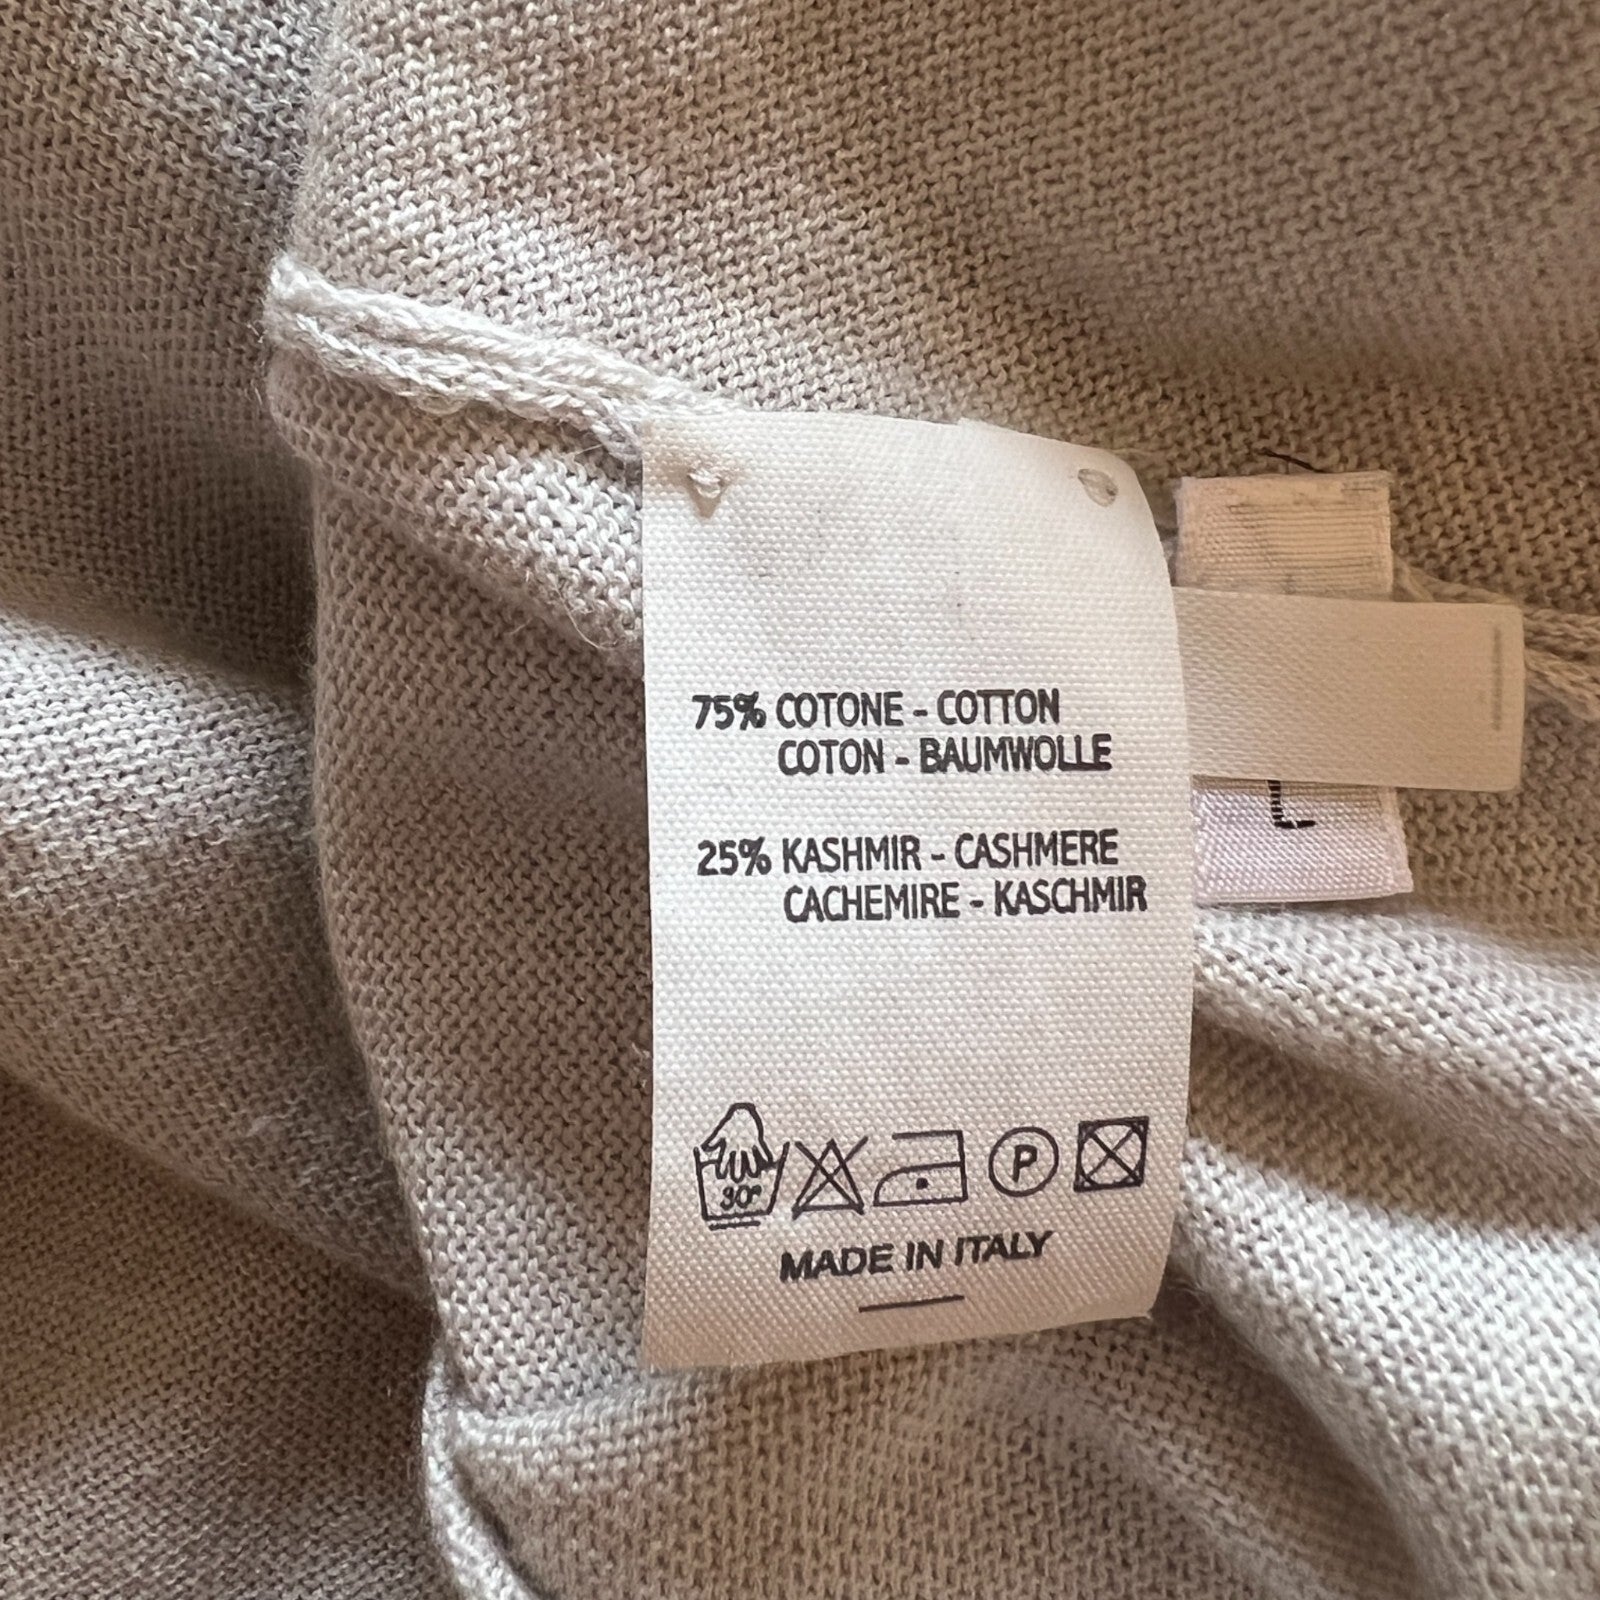 75% COTONE - COTTON
COTON - BAUMWOLLE
25% KASHMIR - CASHMERE
CACHEMIRE - KASCHMIR
30°
P
MADE IN ITALY